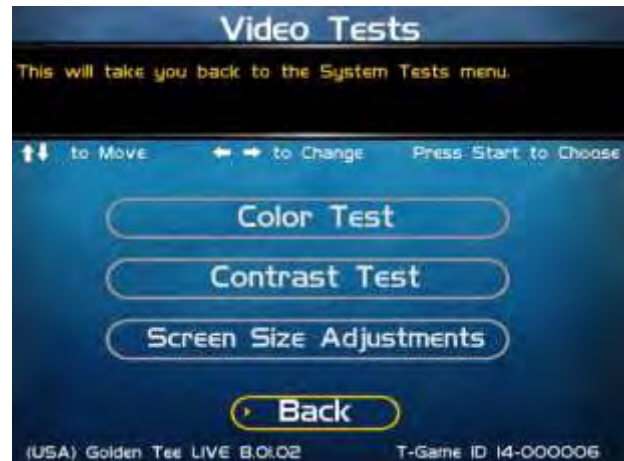 Video Tests
This will take you back to the System Tests menu.
to Move to Change Press Start to Choose
Color Test
Contrast Test
Screen Size Adjustments
Back
(USA) Golden Tee LIVE 8.01.02 T-Game ID 14-000006